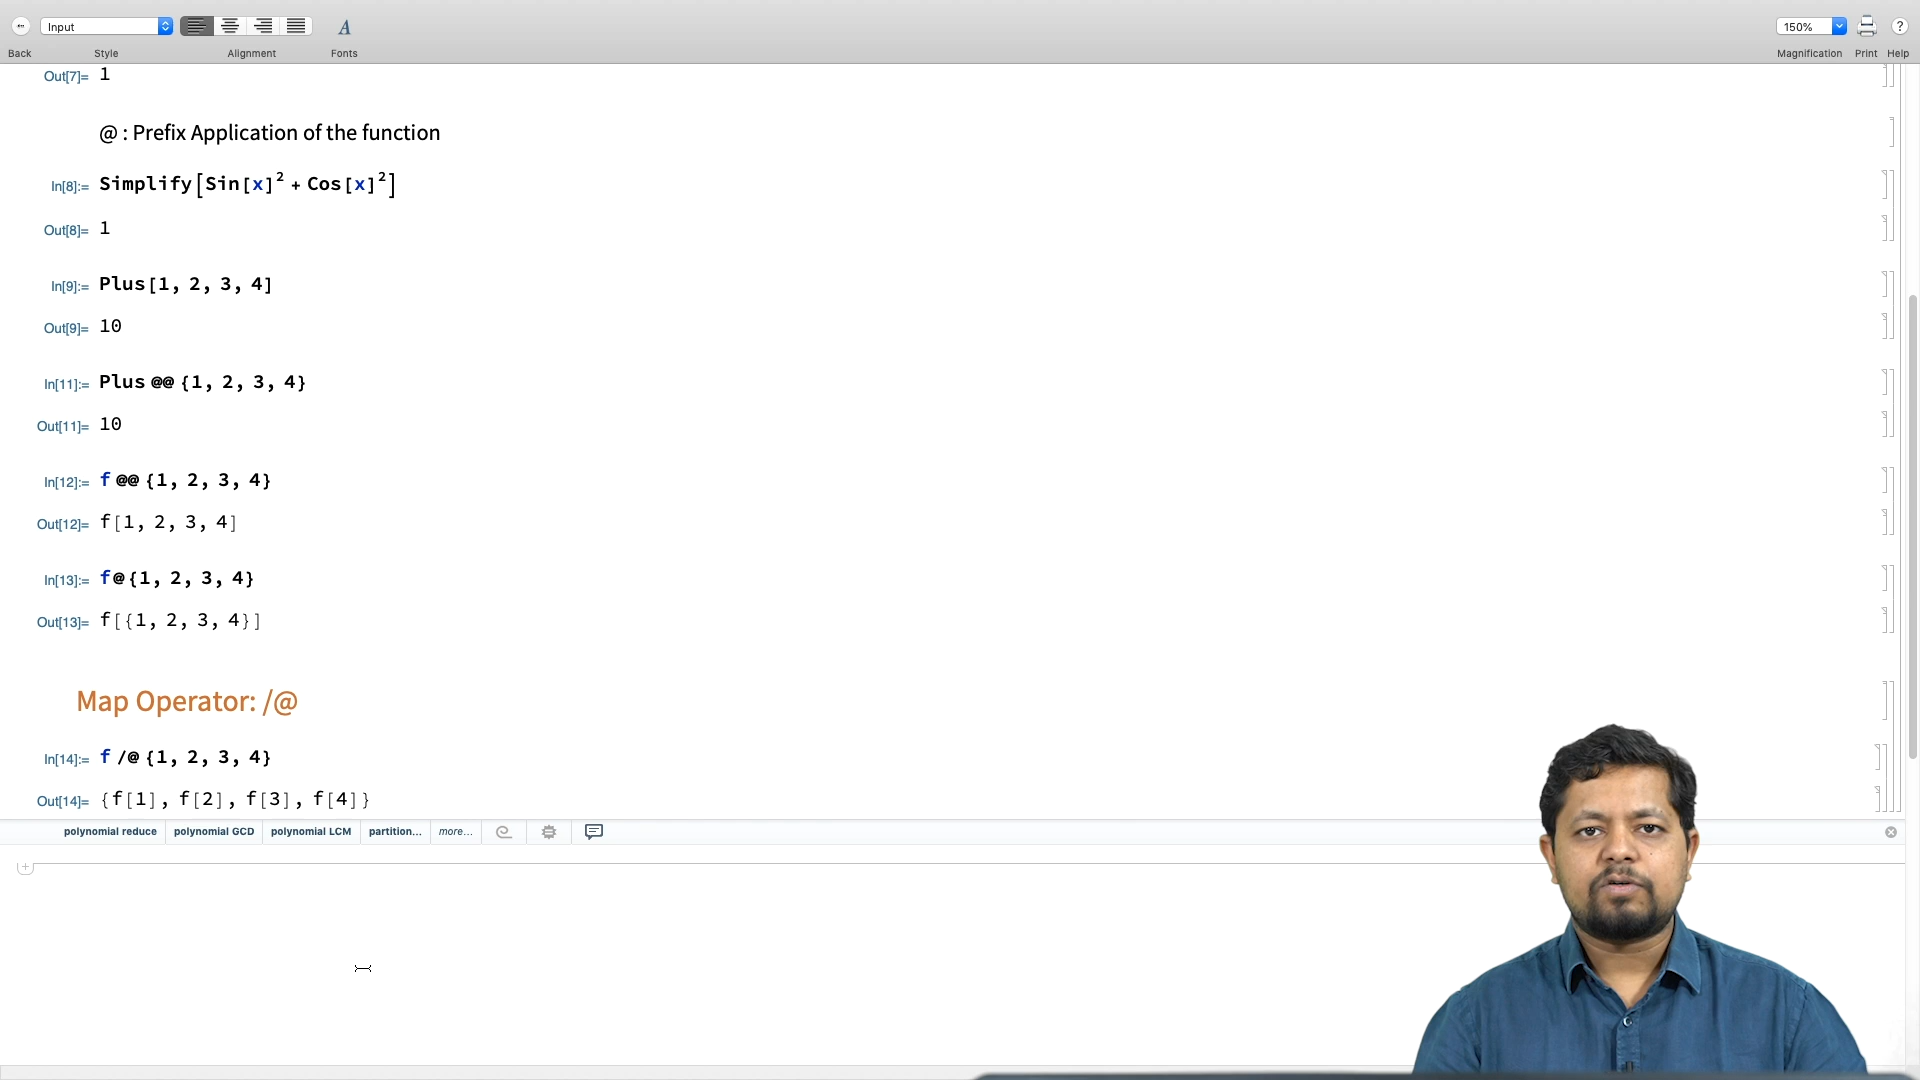 Input
150%
Back
Style
Alignment
Fonts
Magnification
Print
Help
Out[7]= 1
@ : Prefix Application of the function
In[8]:= Simplify[Sin[x]² + Cos[x]²]
Out[8]= 1
In[9]:= Plus[1, 2, 3, 4]
Out[9]= 10
In[11]:= Plus @@ {1, 2, 3, 4}
Out[11]= 10
In[12]:= f @@ {1, 2, 3, 4}
Out[12]= f[1, 2, 3, 4]
In[13]:= f@{1, 2, 3, 4}
Out[13]= f[{1, 2, 3, 4}]
Map Operator: /@
In[14]:= f /@ {1, 2, 3, 4}
Out[14]= {f[1], f[2], f[3], f[4]}
polynomial reduce polynomial GCD polynomial LCM partition... more...